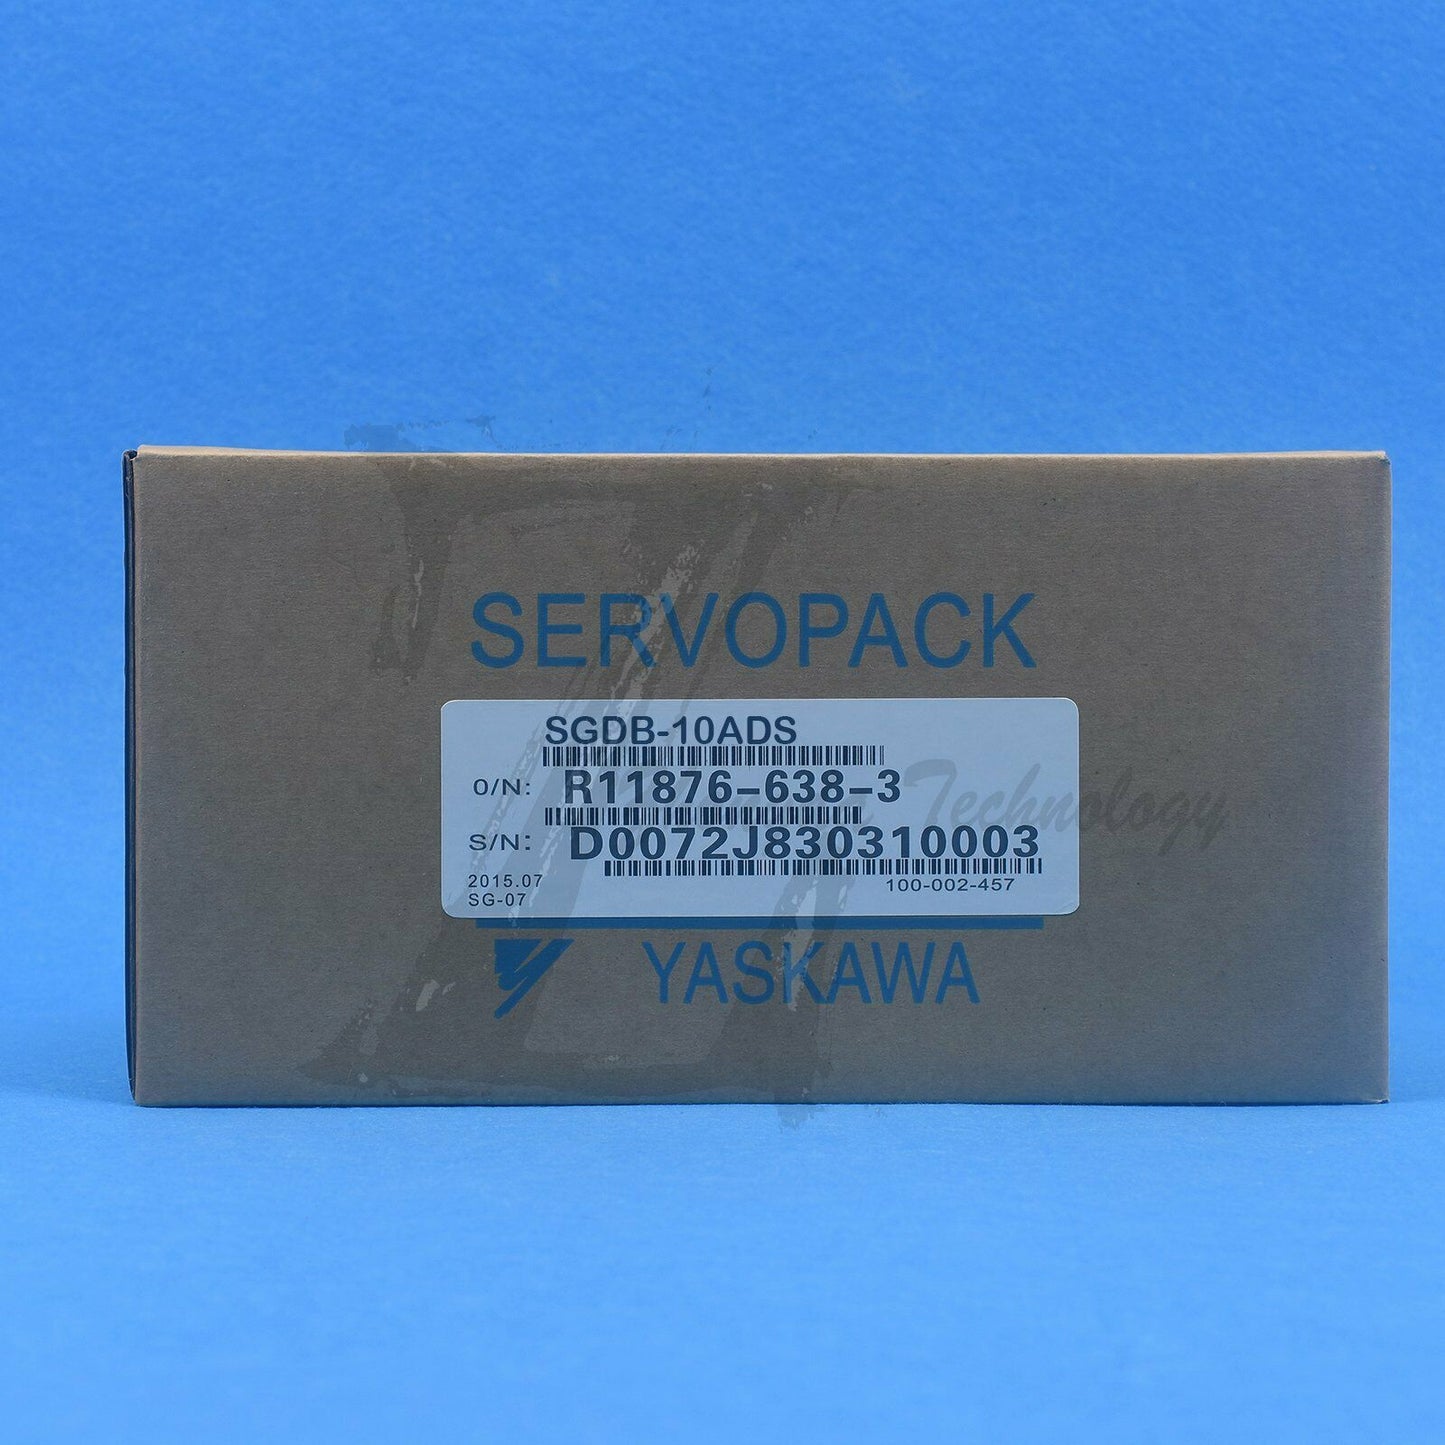 SERVOPACK
SGDB-10ADS
O/N: R11876-638-3
S/N: D0072J830310003
2015.07
100-002-457
SG-07
YASKAWA
Technology